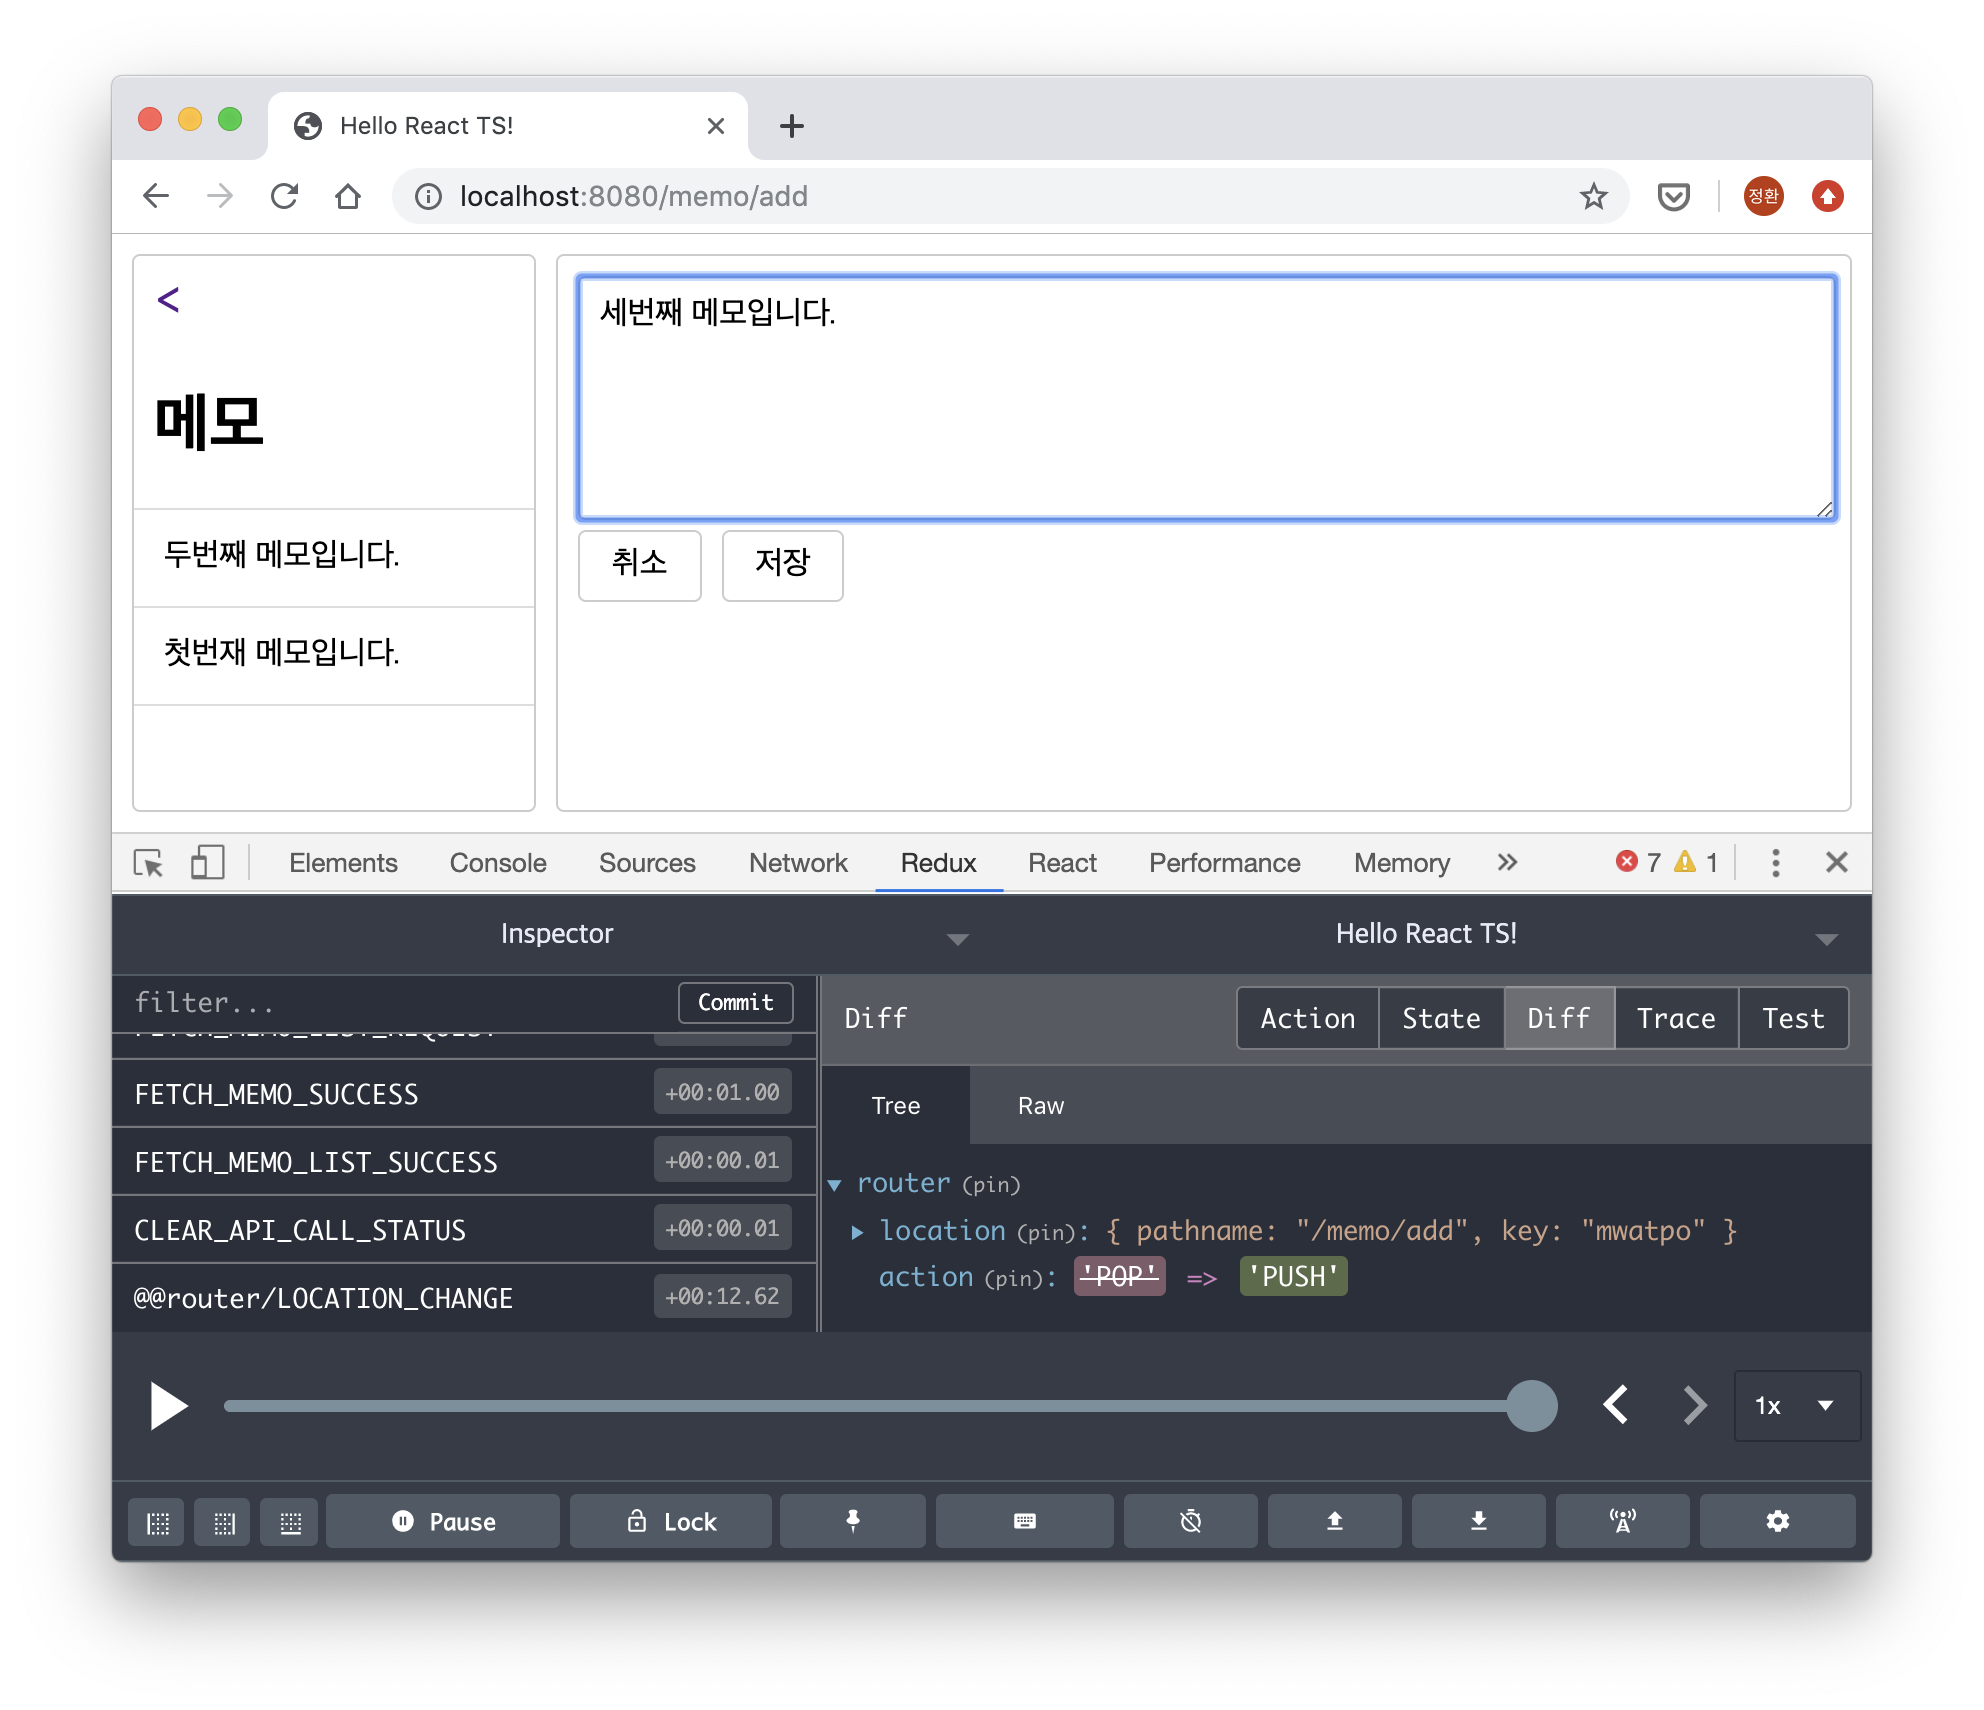 Hello React TS!
localhost:8080/memo/add
정환
<
메모
두번째 메모입니다.
첫번재 메모입니다.
세번째 메모입니다.
취소 저장
Elements Console Sources Network Redux React Performance Memory » 7 1
Inspector Hello React TS!
filter... Commit
FETCH_MEMO_LIST_REQUEST
FETCH_MEMO_SUCCESS +00:01.00
FETCH_MEMO_LIST_SUCCESS +00:00.01
CLEAR_API_CALL_STATUS +00:00.01
@@router/LOCATION_CHANGE +00:12.62
Diff Action State Diff Trace Test
Tree Raw
router (pin)
location (pin): { pathname: "/memo/add", key: "mwatpo" }
action (pin): 'POP' => 'PUSH'
1x
Pause Lock